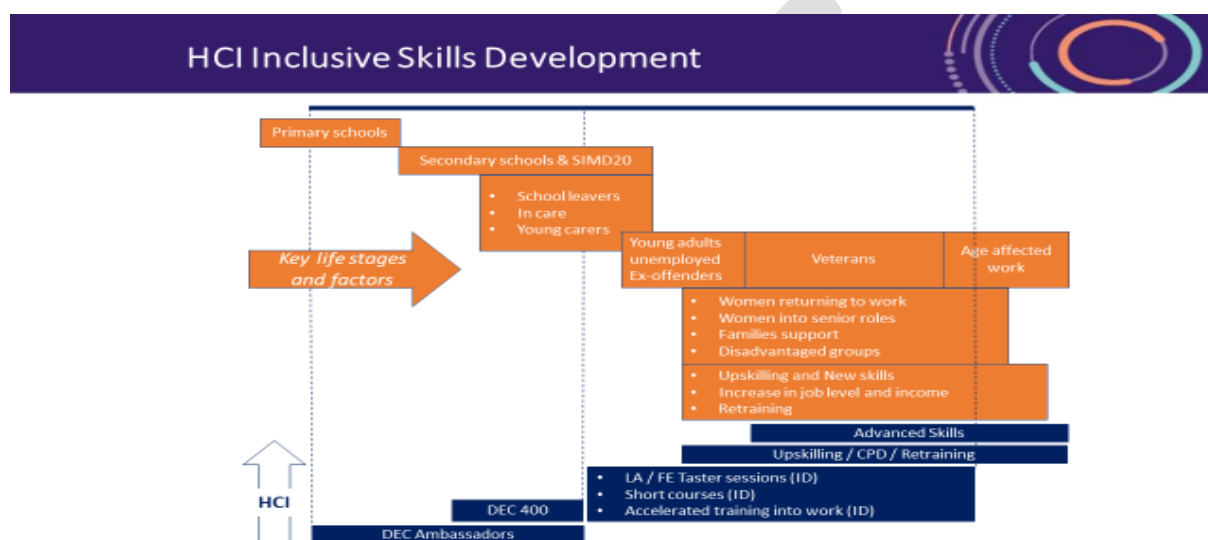 HCI Inclusive Skills Development
Primary schools
Secondary schools & SIMD20
• School leavers
• In care
• Young carers
Key life stages
and factors
Young adults
unemployed
Ex-offenders
Veterans
Age affected
work
• Women returning to work
• Women into senior roles
• Families support
• Disadvantaged groups
• Upskilling and New skills
• Increase in job level and income
• Retraining
Advanced Skills
Upskilling / CPD / Retraining
• LA / FE Taster sessions (ID)
• Short courses (ID)
• Accelerated training into work (ID)
HCI
DEC 400
DEC Ambassadors